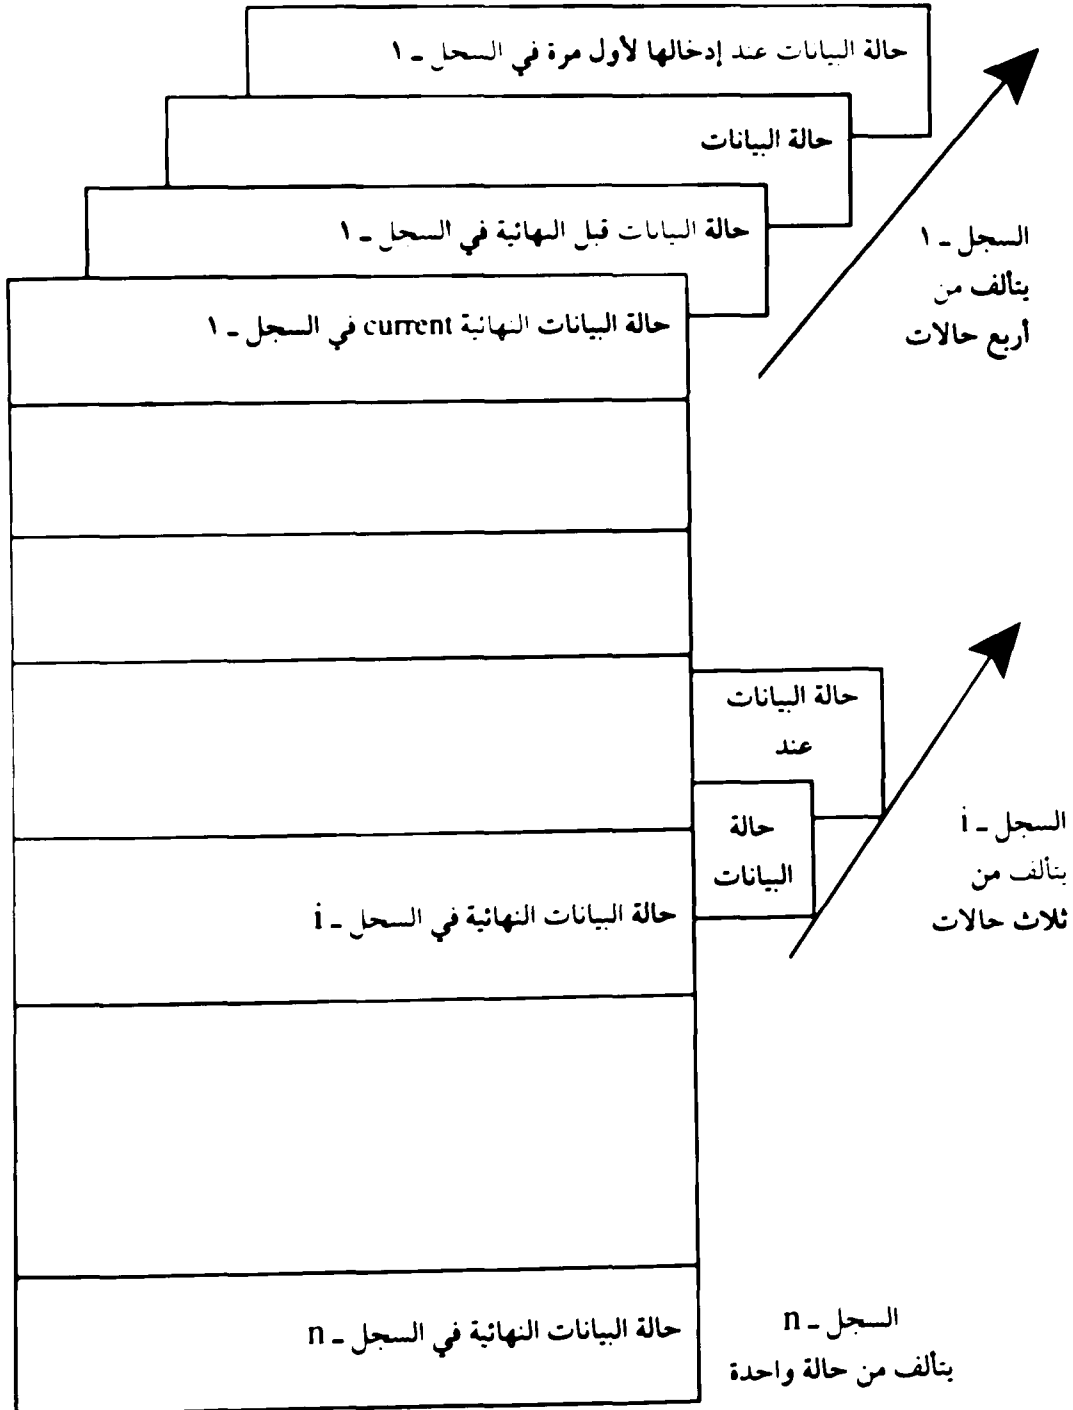 حالة البيانات عند إدخالها لأول مرة في السجل ـ ١
حالة البيانات
حالة البيانات قبل النهائية في السجل ـ ١
حالة البيانات النهائية current في السجل ـ ١
السجل ـ ١
يتألف من
أربع حالات
حالة البيانات
عند
حالة
البيانات
حالة البيانات النهائية في السجل ـ i
السجل ـ i
يتألف من
ثلاث حالات
حالة البيانات النهائية في السجل ـ n
السجل ـ n
يتألف من حالة واحدة